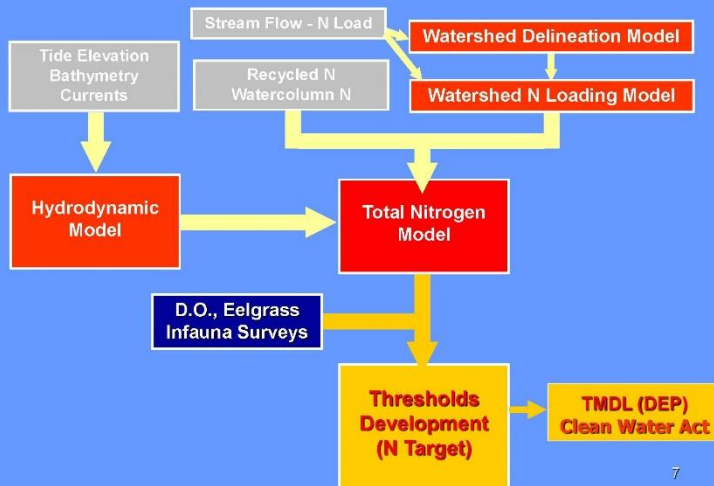 Stream Flow - N Load
Watershed Delineation Model
Tide Elevation
Bathymetry
Currents
Recycled N
Watercolumn N
Watershed N Loading Model
Hydrodynamic
Model
Total Nitrogen
Model
D.O., Eelgrass
Infauna Surveys
Thresholds
Development
(N Target)
TMDL (DEP)
Clean Water Act
7